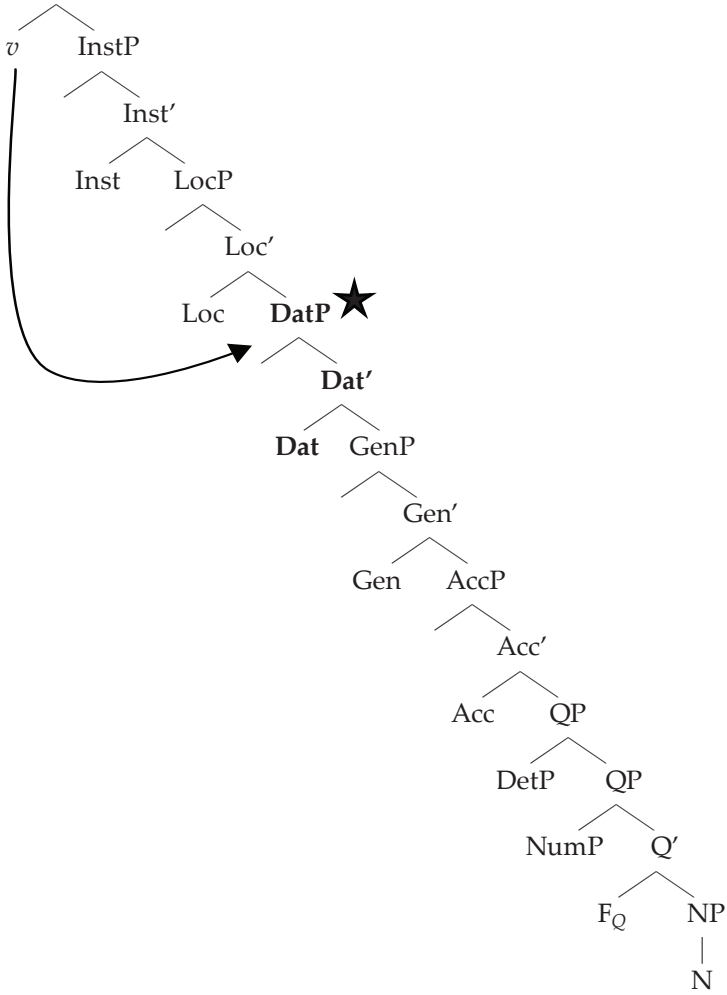 v InstP
Inst’
Inst LocP
Loc’
Loc DatP
Dat’
Dat GenP
Gen’
Gen AccP
Acc’
Acc QP
DetP QP
NumP Q’
F_Q NP
N